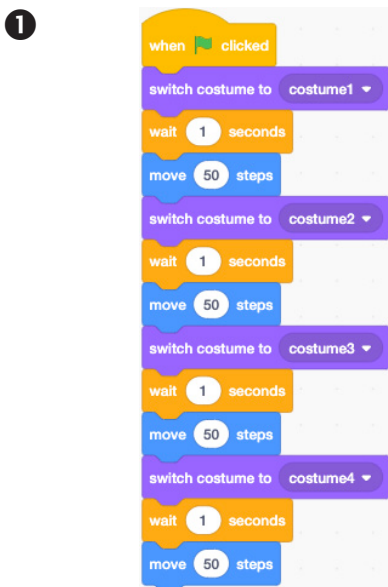 1
when clicked
switch costume to costume1
wait 1 seconds
move 50 steps
switch costume to costume2
wait 1 seconds
move 50 steps
switch costume to costume3
wait 1 seconds
move 50 steps
switch costume to costume4
wait 1 seconds
move 50 steps